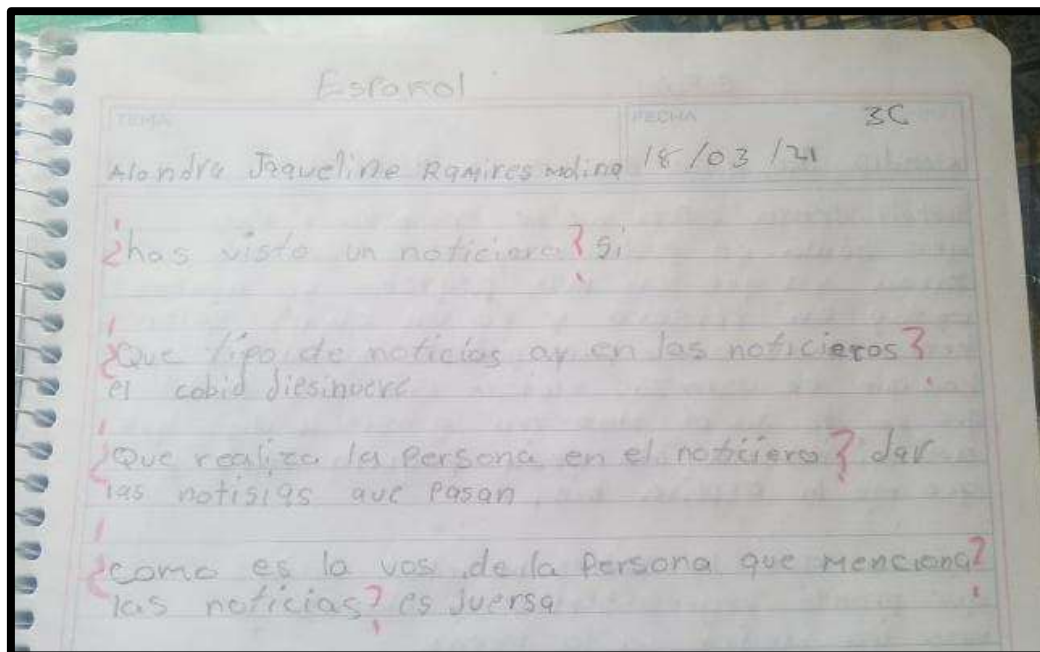 Español
TEMA FECHA 3C
Alondra Jaqueline Ramires molina 18/03/21
¿has visto un noticiero? si
¿Que tipo de noticias ay en las noticieros?
el cobid diesinueve
¿Que realiza la persona en el noticiero? dar
las notisias que pasan
¿como es la vos de la persona que menciona?
las noticias? es juersa